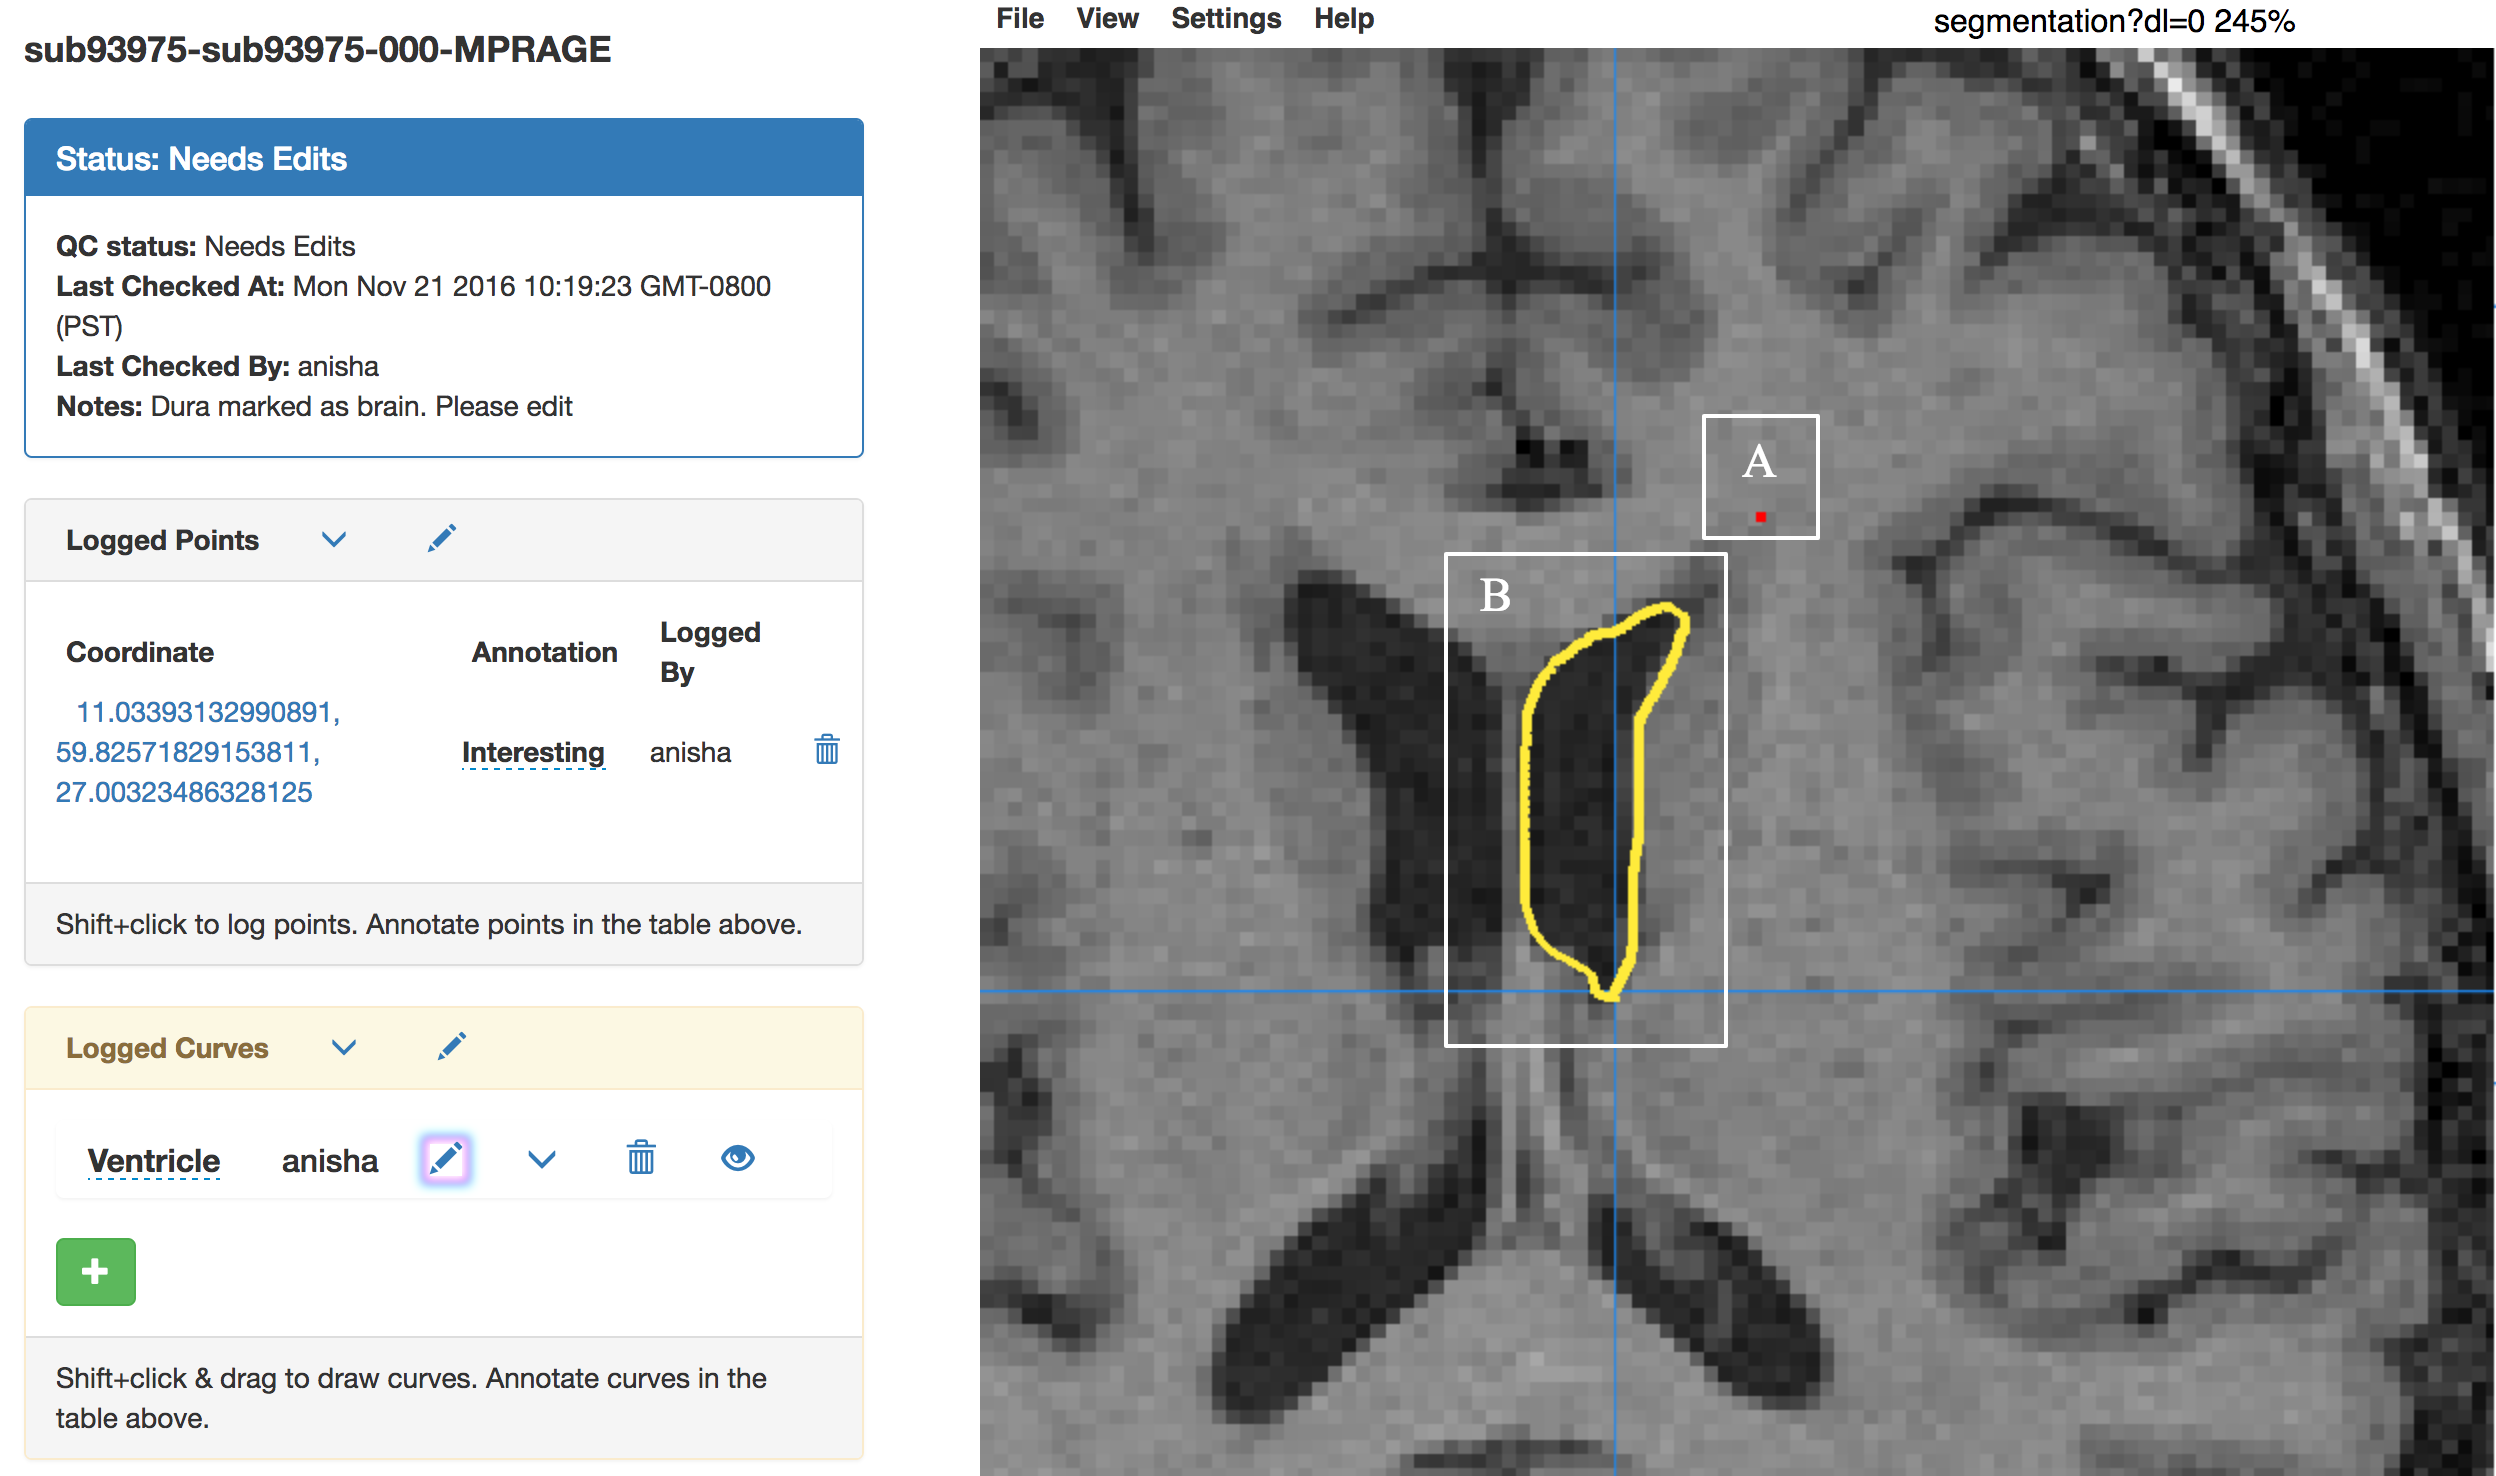 sub93975-sub93975-000-MPRAGE
Status: Needs Edits
QC status: Needs Edits
Last Checked At: Mon Nov 21 2016 10:19:23 GMT-0800
(PST)
Last Checked By: anisha
Notes: Dura marked as brain. Please edit
Logged Points
Coordinate Annotation Logged
By
11.03393132990891,
59.82571829153811,
27.00323486328125
Interesting anisha
Shift+click to log points. Annotate points in the table above.
Logged Curves
Ventricle anisha
Shift+click & drag to draw curves. Annotate curves in the
table above.
File View Settings Help
segmentation?dl=0 245%
A
B